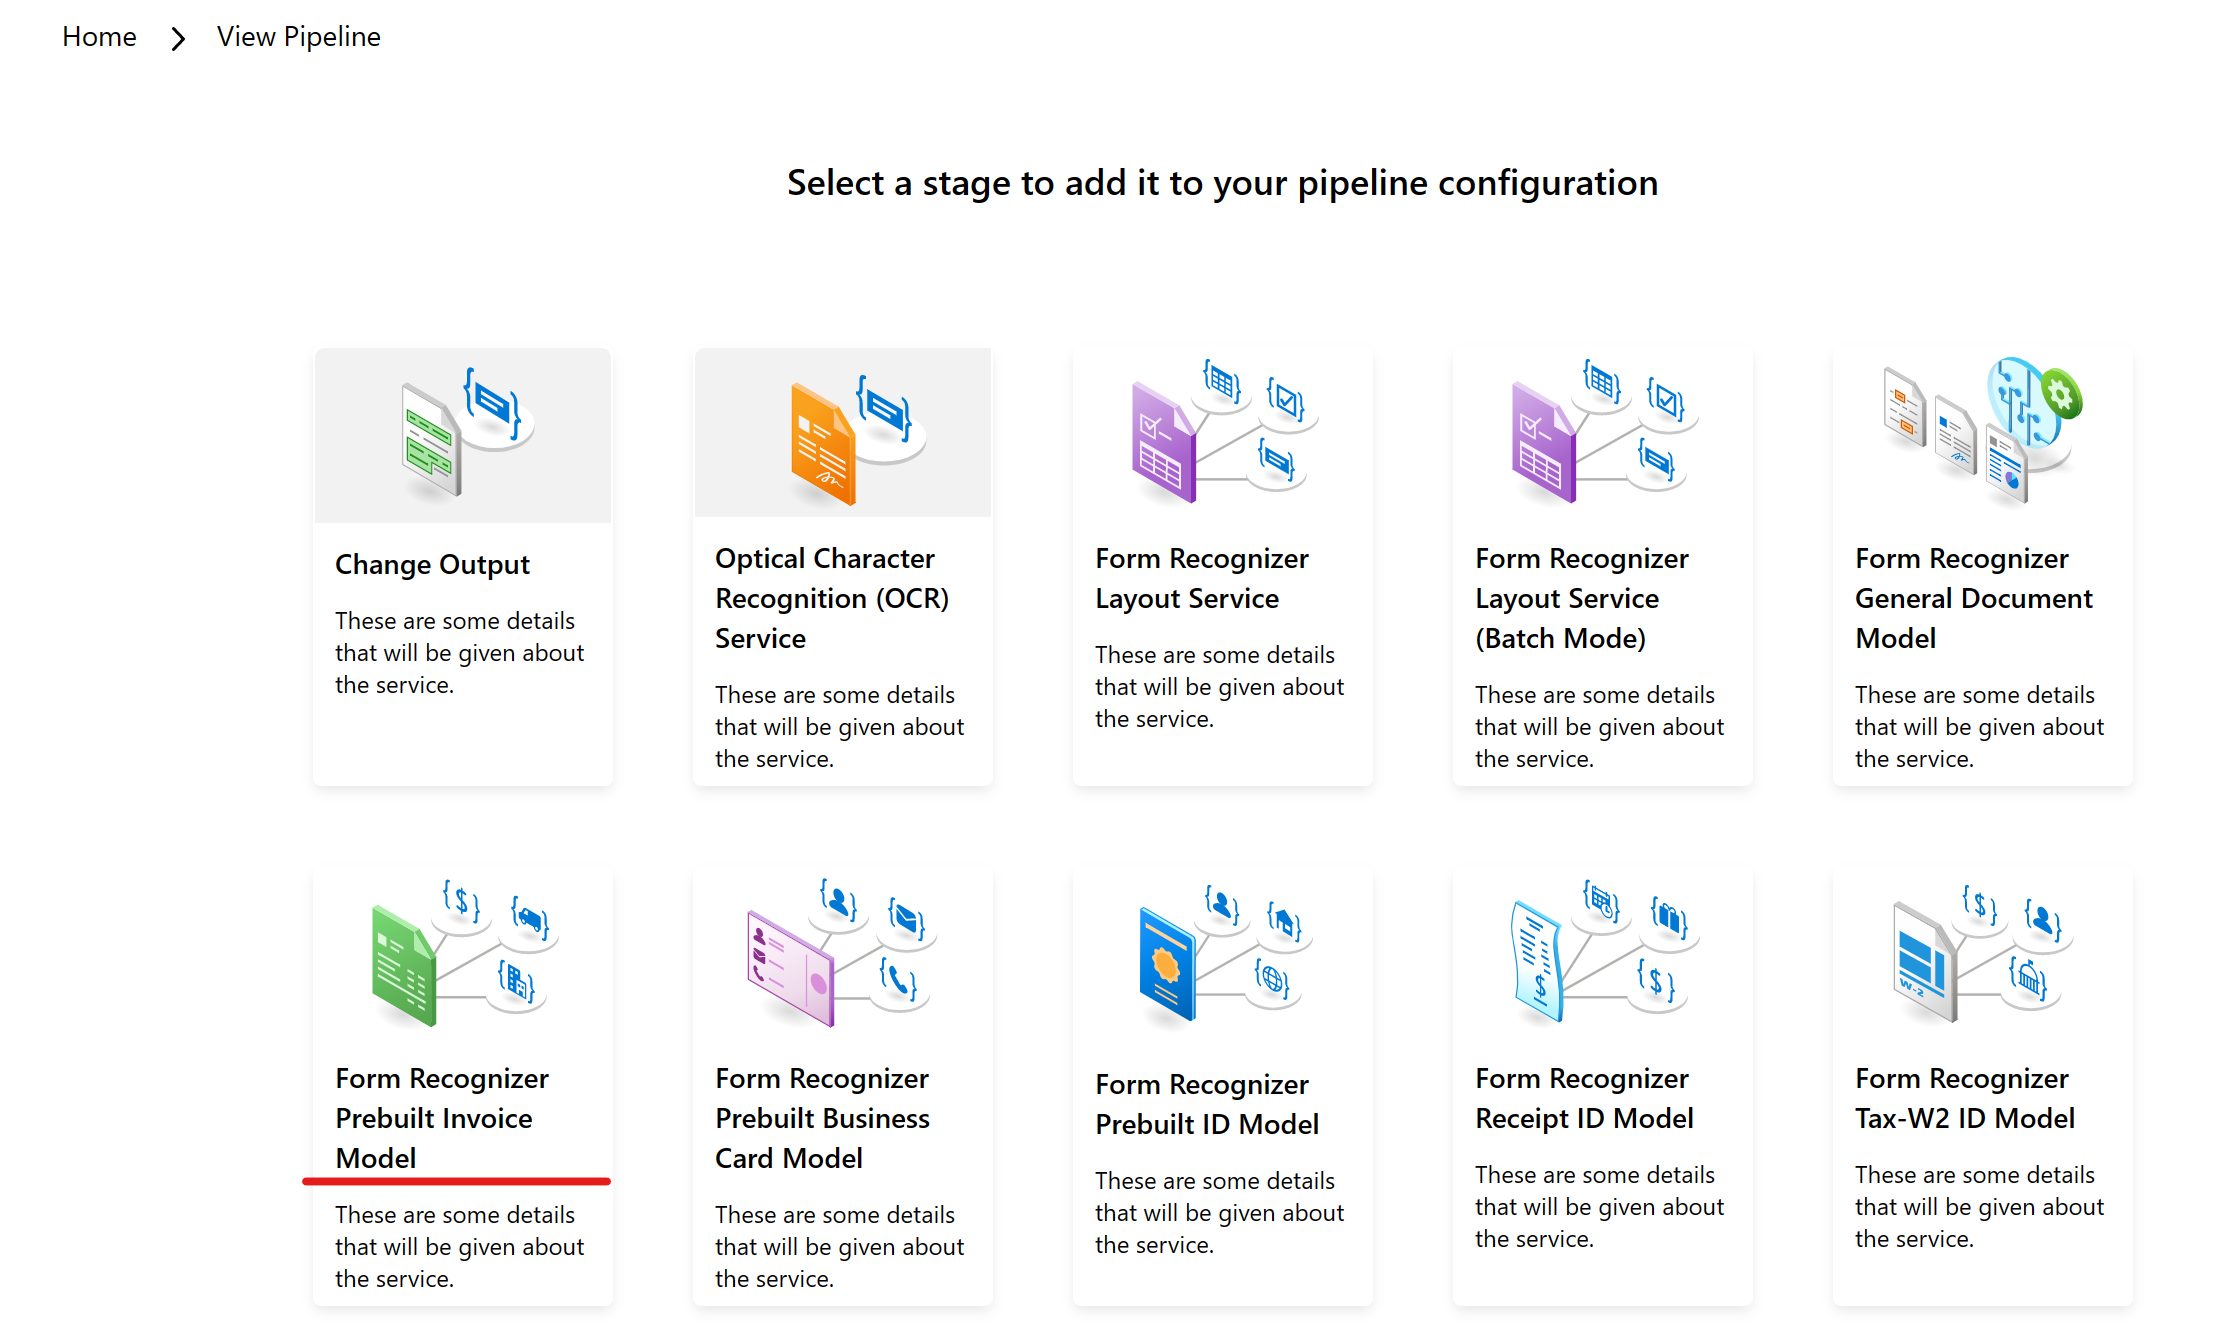 Home > View Pipeline
Select a stage to add it to your pipeline configuration
Change Output
These are some details
that will be given about
the service.
Optical Character
Recognition (OCR)
Service
These are some details
that will be given about
the service.
Form Recognizer
Layout Service
These are some details
that will be given about
the service.
Form Recognizer
Layout Service
(Batch Mode)
These are some details
that will be given about
the service.
Form Recognizer
General Document
Model
These are some details
that will be given about
the service.
Form Recognizer
Prebuilt Invoice
Model
These are some details
that will be given about
the service.
Form Recognizer
Prebuilt Business
Card Model
These are some details
that will be given about
the service.
Form Recognizer
Prebuilt ID Model
These are some details
that will be given about
the service.
Form Recognizer
Receipt ID Model
These are some details
that will be given about
the service.
W-2
Form Recognizer
Tax-W2 ID Model
These are some details
that will be given about
the service.